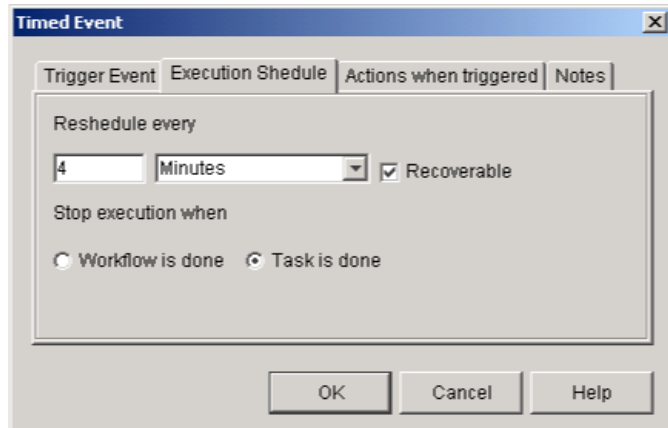 Timed Event
Trigger Event Execution Shedule Actions when triggered Notes
Reshedule every
4 Minutes Recoverable
Stop execution when
Workflow is done Task is done
OK Cancel Help